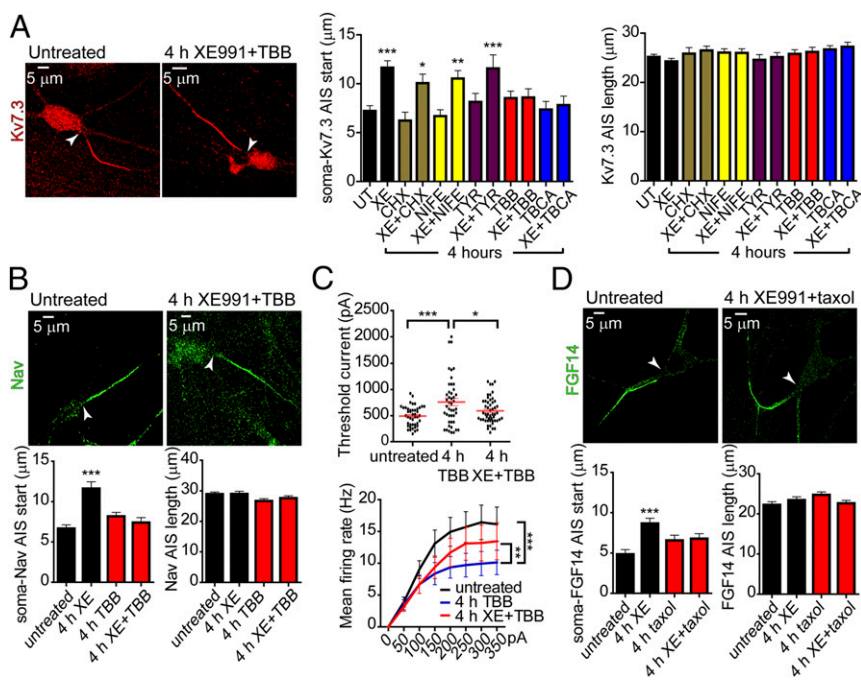 A
Untreated
4 h XE991+TBB
5 μm
5 μm
Kv7.3
soma-Kv7.3 AIS start (μm)
20
15
10
5
0
***
*
**
***
UT
XE
CHX
XE+CHX
NIFE
XE+NIFE
TYR
XE+TYR
TBB
XE+TBB
TBCA
XE+TBCA
4 hours
Kv7.3 AIS length (μm)
30
20
10
0
UT
XE
CHX
XE+CHX
NIFE
XE+NIFE
TYR
XE+TYR
TBB
XE+TBB
TBCA
XE+TBCA
4 hours
B
Untreated
4 h XE991+TBB
5 μm
5 μm
Nav
soma-Nav AIS start (μm)
15
10
5
0
***
untreated
4 h XE
4 h TBB
4 h XE+TBB
Nav AIS length (μm)
40
30
20
10
0
untreated
4 h XE
4 h TBB
4 h XE+TBB
C
Threshold current (pA)
2500
2000
1500
1000
500
0
***
*
untreated
4 h
4 h
TBB
XE+TBB
Mean firing rate (Hz)
20
15
10
5
0
**
***
untreated
4 h TBB
4 h XE+TBB
0
50
100
150
200
250
300
350
pA
D
Untreated
4 h XE991+taxol
5 μm
5 μm
FGF14
soma-FGF14 AIS start (μm)
15
10
5
0
***
untreated
4 h XE
4 h taxol
4 h XE+taxol
FGF14 AIS length (μm)
30
20
10
0
untreated
4 h XE
4 h taxol
4 h XE+taxol